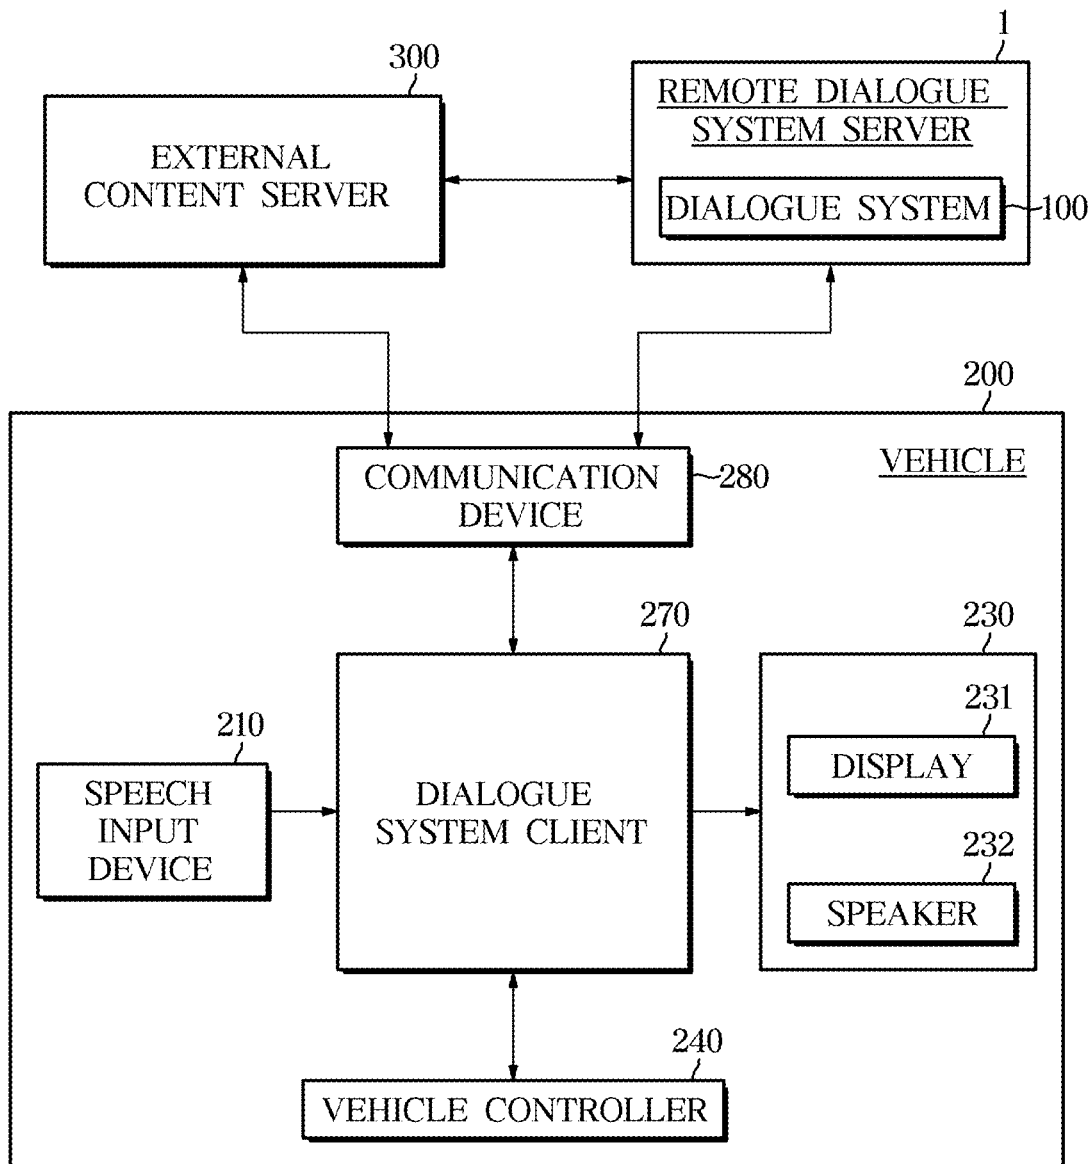 1
300
REMOTE DIALOGUE
SYSTEM SERVER
EXTERNAL
CONTENT SERVER
DIALOGUE SYSTEM
100
200
VEHICLE
COMMUNICATION
DEVICE
280
270
230
210
231
DISPLAY
SPEECH
INPUT
DEVICE
DIALOGUE
SYSTEM CLIENT
232
SPEAKER
240
VEHICLE CONTROLLER